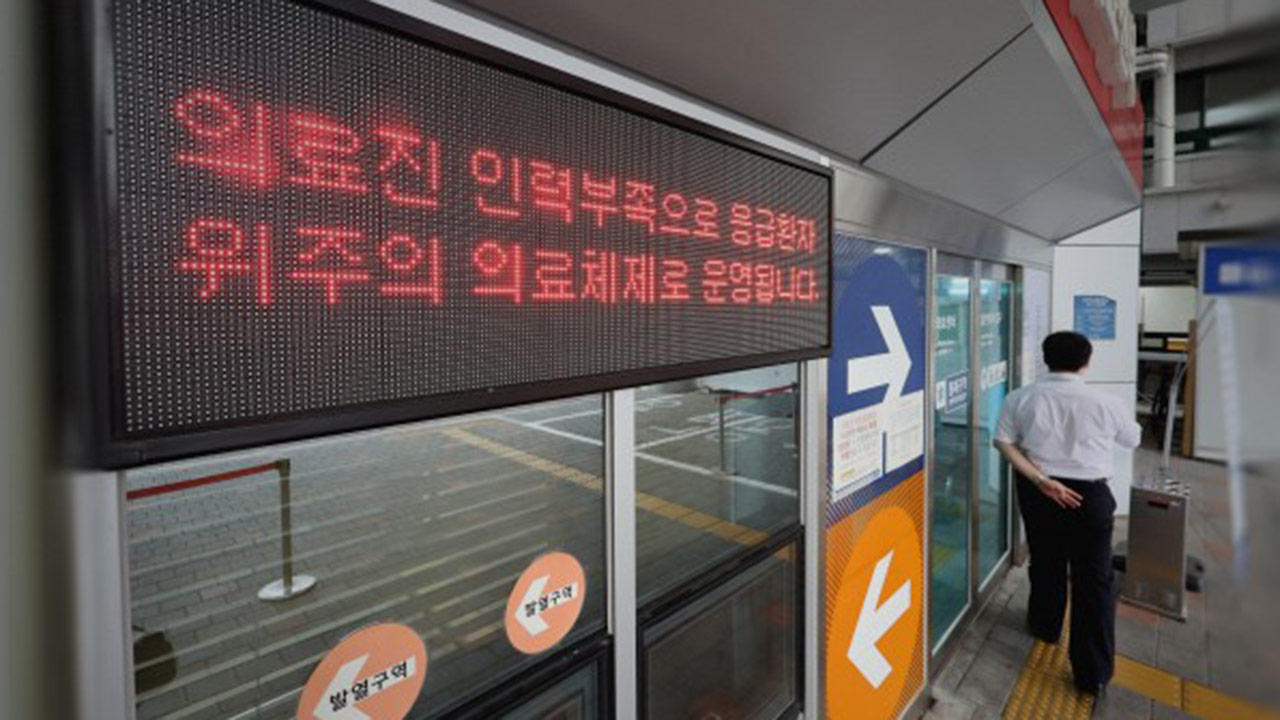 의료진 인력부족으로 응급환자
위주의 의료체제로 운영됩니다
발열구역
발열구역